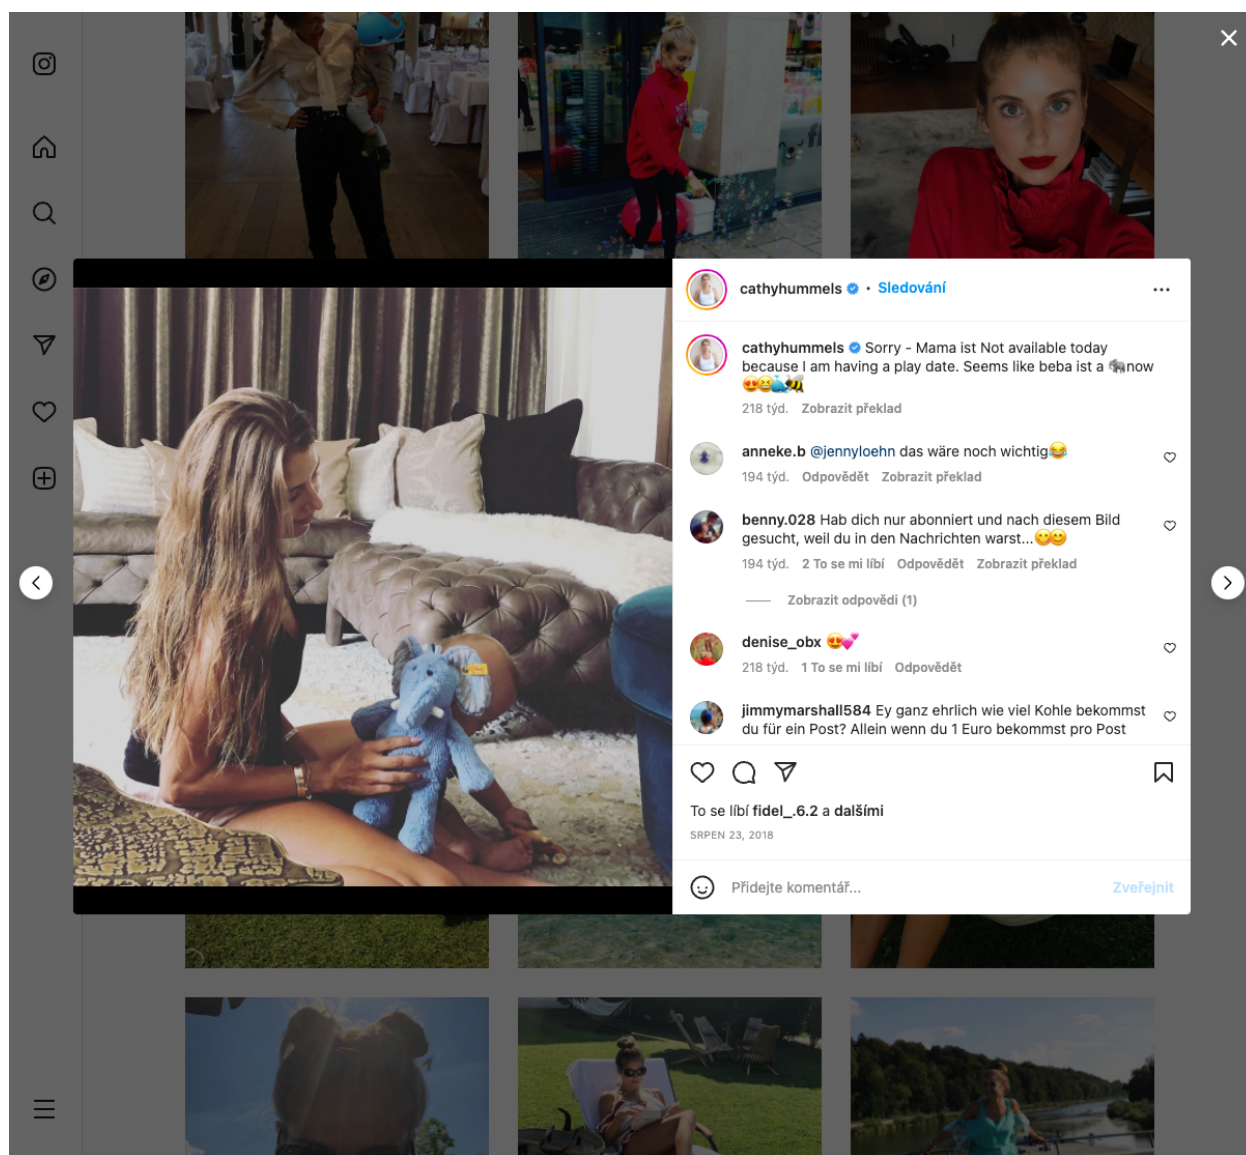 cathyhummels • Sledování
cathyhummels Sorry - Mama ist Not available today
because I am having a play date. Seems like beba ist a 🐘now
😍😆🐳🐝
218 týd. Zobrazit překlad
anneke.b @jennyloehn das wäre noch wichtig😂
194 týd. Odpovědět Zobrazit překlad
benny.028 Hab dich nur abonniert und nach diesem Bild
gesucht, weil du in den Nachrichten warst...😋😊
194 týd. 2 To se mi líbí Odpovědět Zobrazit překlad
Zobrazit odpovědi (1)
denise_obx 😍💕
218 týd. 1 To se mi líbí Odpovědět
jimmymarshall584 Ey ganz ehrlich wie viel Kohle bekommst
du für ein Post? Allein wenn du 1 Euro bekommst pro Post
To se líbí fidel_.6.2 a dalšími
SRPEN 23, 2018
Přidejte komentář...
Zveřejnit